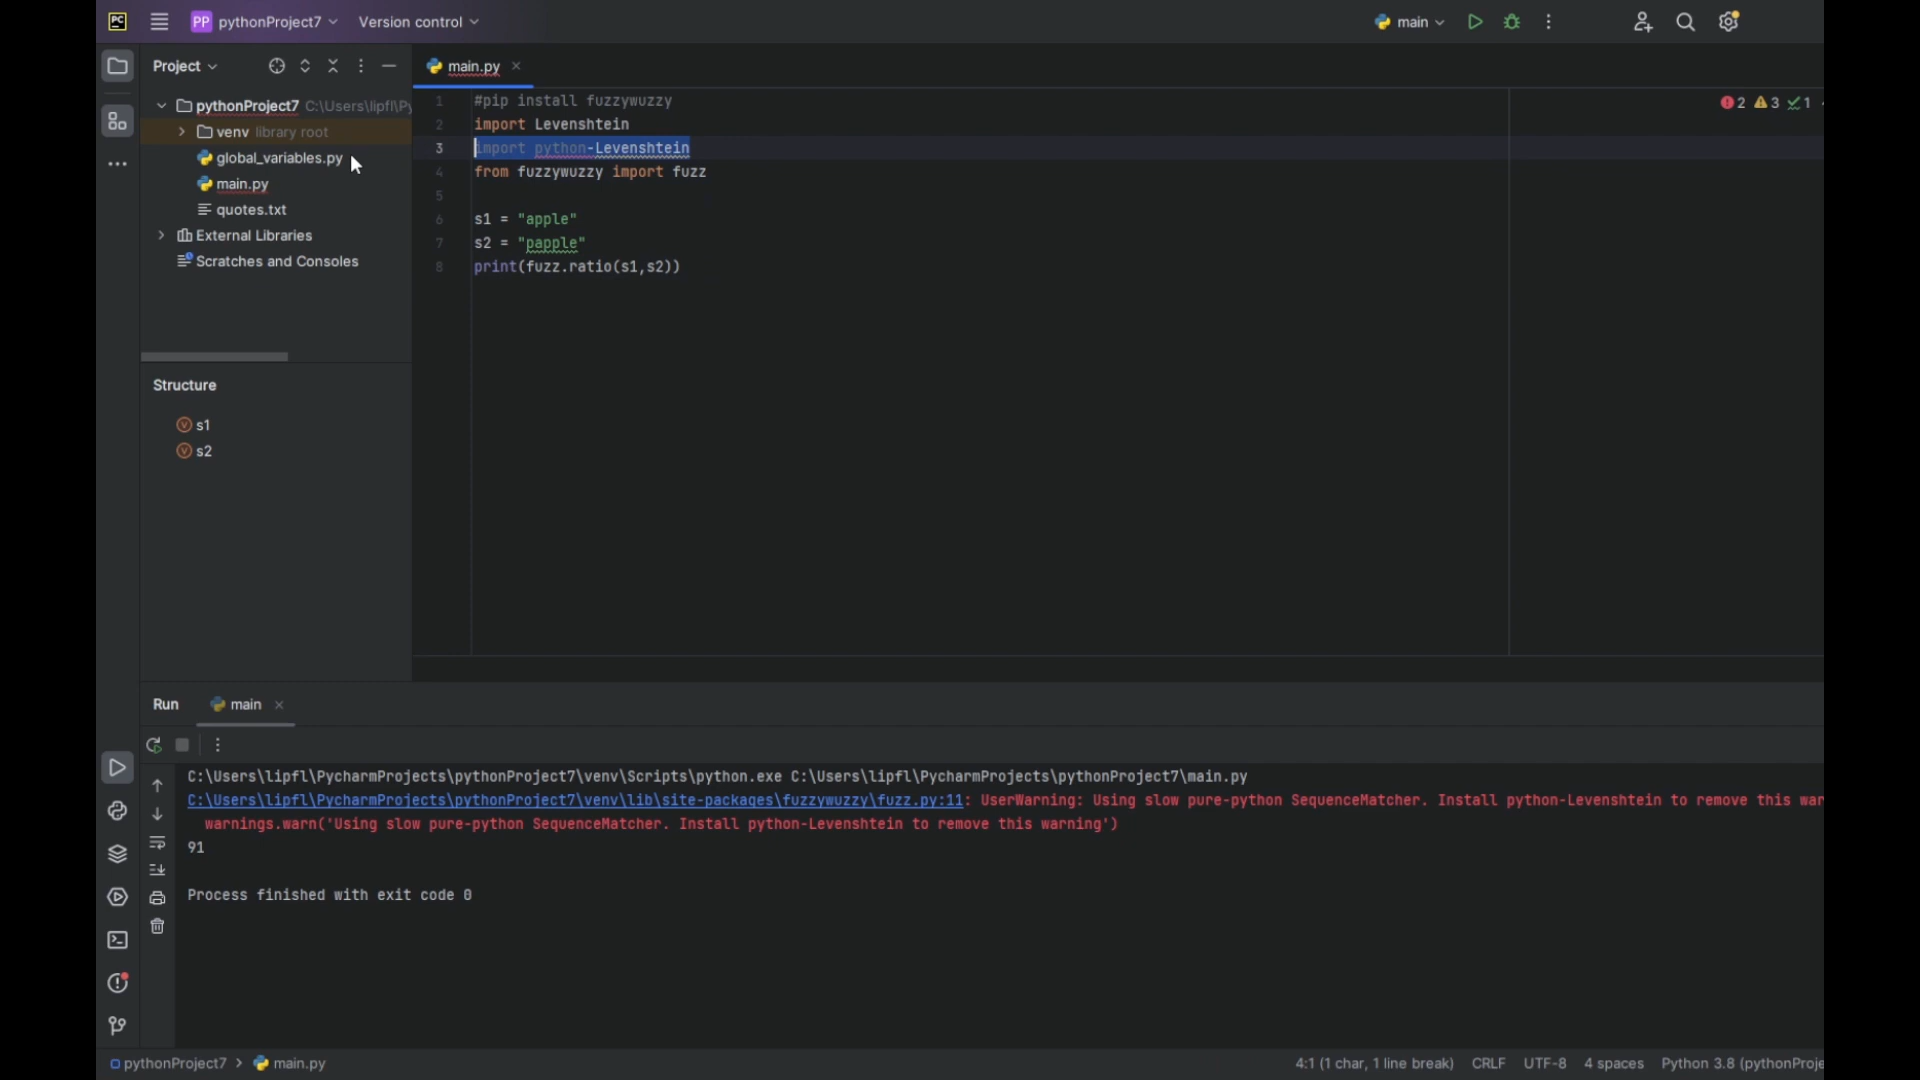 PC
PP pythonProject7
Version control
main
Project
pythonProject7 C:\Users\lipfl\Py
venv library root
global_variables.py
main.py
quotes.txt
External Libraries
Scratches and Consoles
Structure
s1
s2
main.py
2 3 1
1 #pip install fuzzywuzzy
2 import Levenshtein
3 import python-Levenshtein
4 from fuzzywuzzy import fuzz
5
6 s1 = "apple"
7 s2 = "papple"
8 print(fuzz.ratio(s1,s2))
Run main
C:\Users\lipfl\PycharmProjects\pythonProject7\venv\Scripts\python.exe C:\Users\lipfl\PycharmProjects\pythonProject7\main.py
C:\Users\lipfl\PycharmProjects\pythonProject7\venv\lib\site-packages\fuzzywuzzy\fuzz.py:11: UserWarning: Using slow pure-python SequenceMatcher. Install python-Levenshtein to remove this war
warnings.warn('Using slow pure-python SequenceMatcher. Install python-Levenshtein to remove this warning')
91
Process finished with exit code 0
pythonProject7 > main.py
4:1 (1 char, 1 line break) CRLF UTF-8 4 spaces Python 3.8 (pythonProje